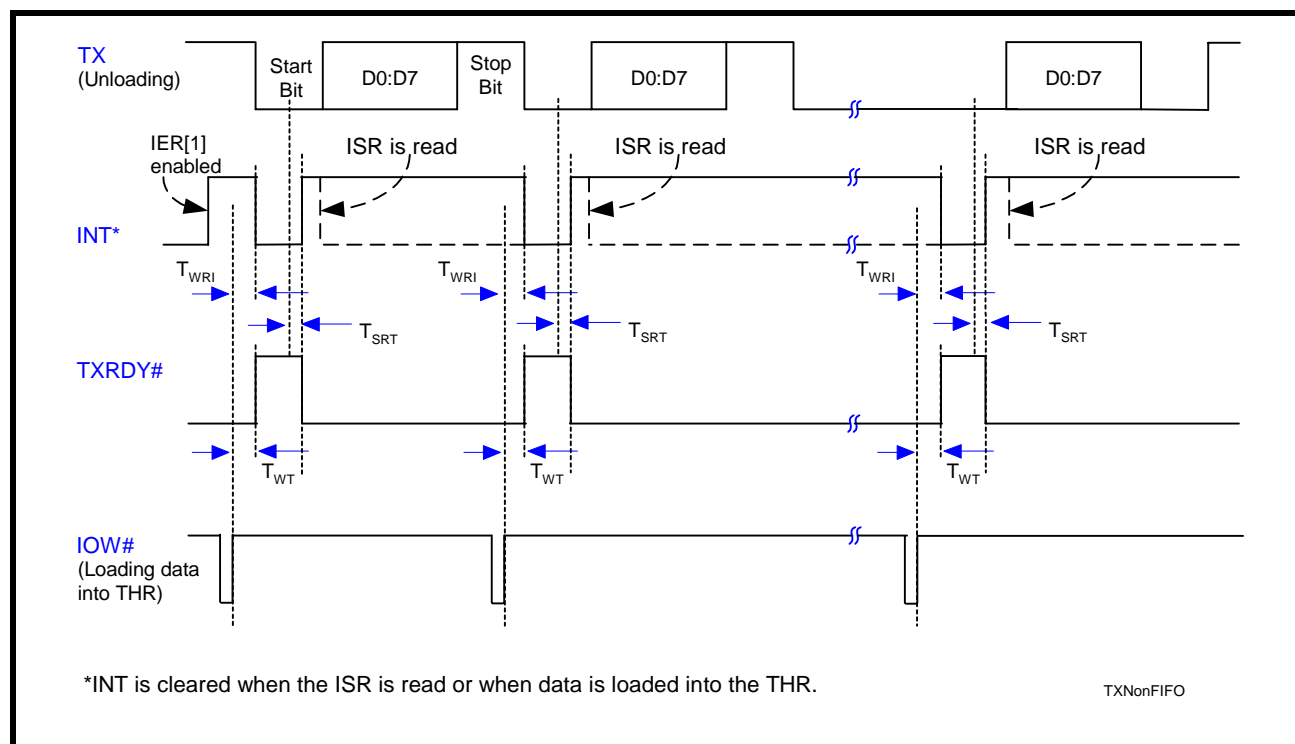 TX
(Unloading)
Start
Bit
D0:D7
Stop
Bit
D0:D7
D0:D7
IER[1]
enabled
ISR is read
ISR is read
ISR is read
INT*
TWRI
TWRI
TWRI
TSRT
TSRT
TSRT
TXRDY#
TWT
TWT
TWT
IOW#
(Loading data
into THR)
*INT is cleared when the ISR is read or when data is loaded into the THR.
TXNonFIFO